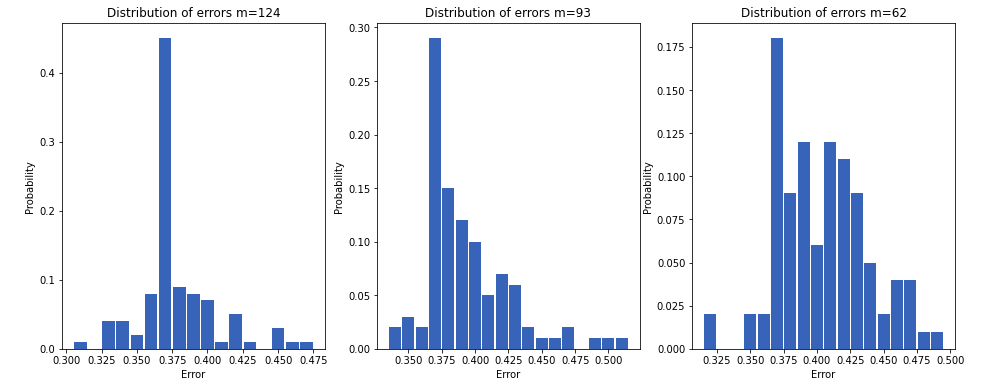 Distribution of errors m=124
Probability
0.4
0.3
0.2
0.1
0.0
0.300 0.325 0.350 0.375 0.400 0.425 0.450 0.475
Error
Distribution of errors m=93
Probability
0.30
0.25
0.20
0.15
0.10
0.05
0.00
0.350 0.375 0.400 0.425 0.450 0.475 0.500
Error
Distribution of errors m=62
Probability
0.175
0.150
0.125
0.100
0.075
0.050
0.025
0.000
0.325 0.350 0.375 0.400 0.425 0.450 0.475 0.500
Error